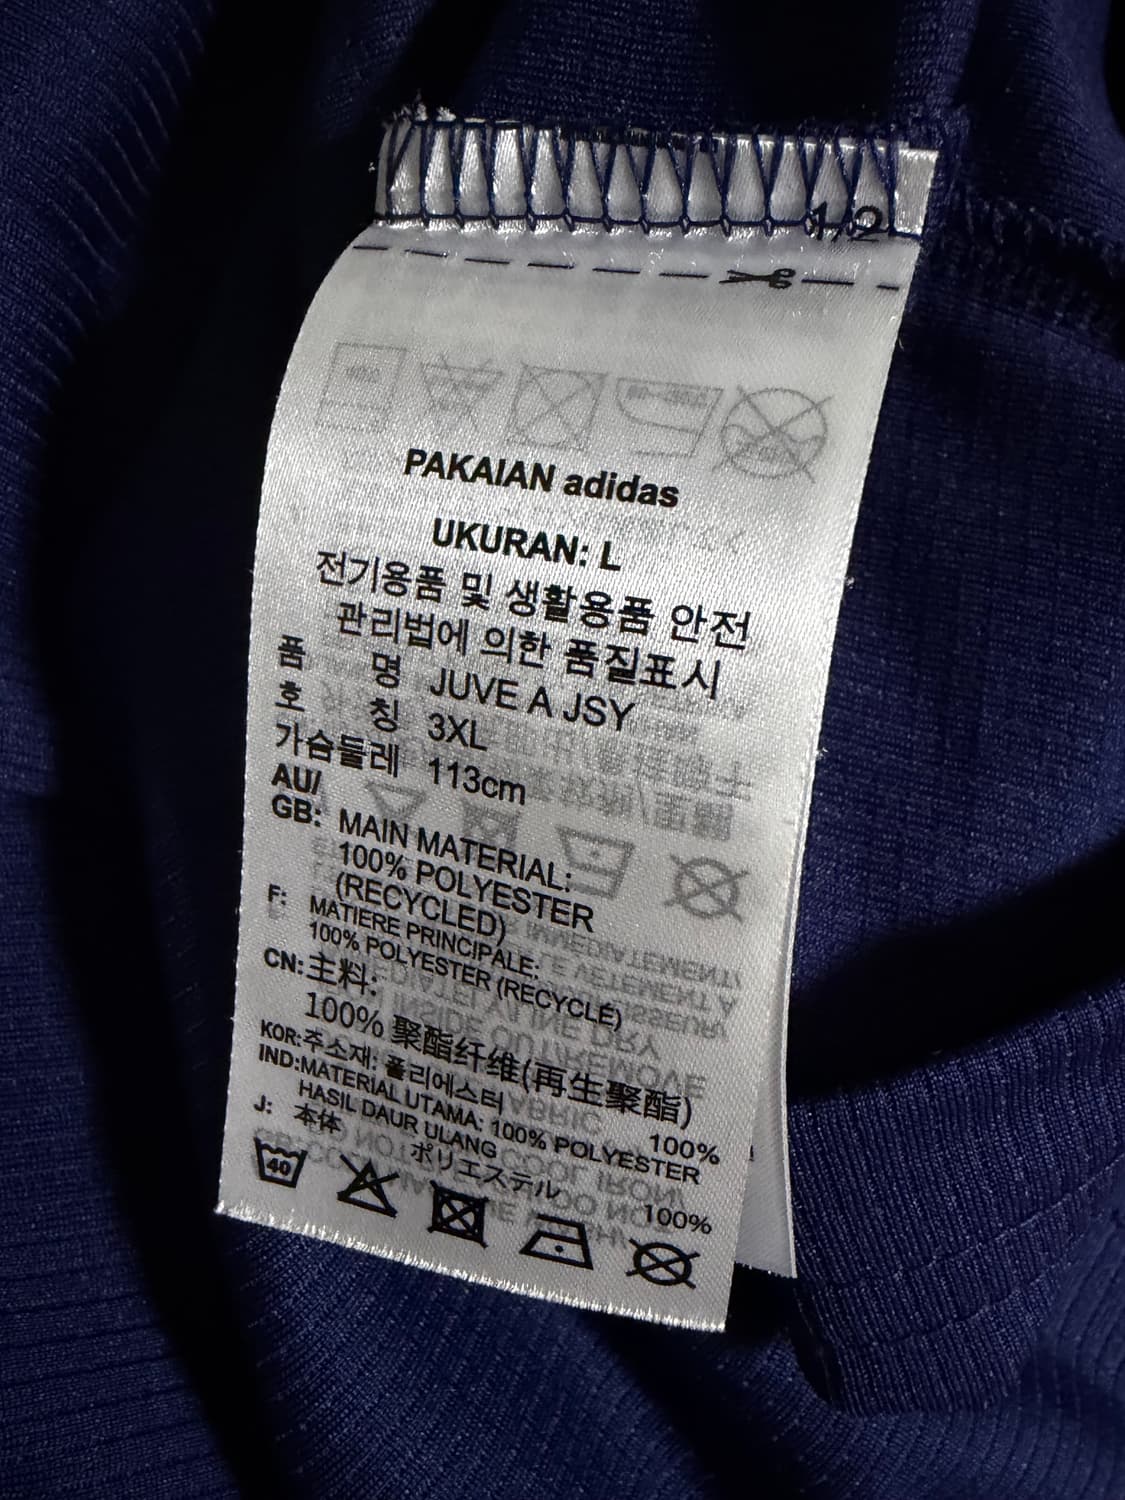 1/2
PAKAIAN adidas
UKURAN: L
전기용품 및 생활용품 안전
관리법에 의한 품질표시
품 명 JUVE A JSY
호 칭 3XL
가슴둘레 113cm
AU/
GB: MAIN MATERIAL:
100% POLYESTER
(RECYCLED)
F: MATIERE PRINCIPALE:
100% POLYESTER (RECYCLÉ)
CN: 主料:
100% 聚酯纤维(再生聚酯)
KOR: 주소재: 폴리에스터 100%
IND: MATERIAL UTAMA: 100% POLYESTER
HASIL DAUR ULANG
J: 本体 ポリエステル 100%
40